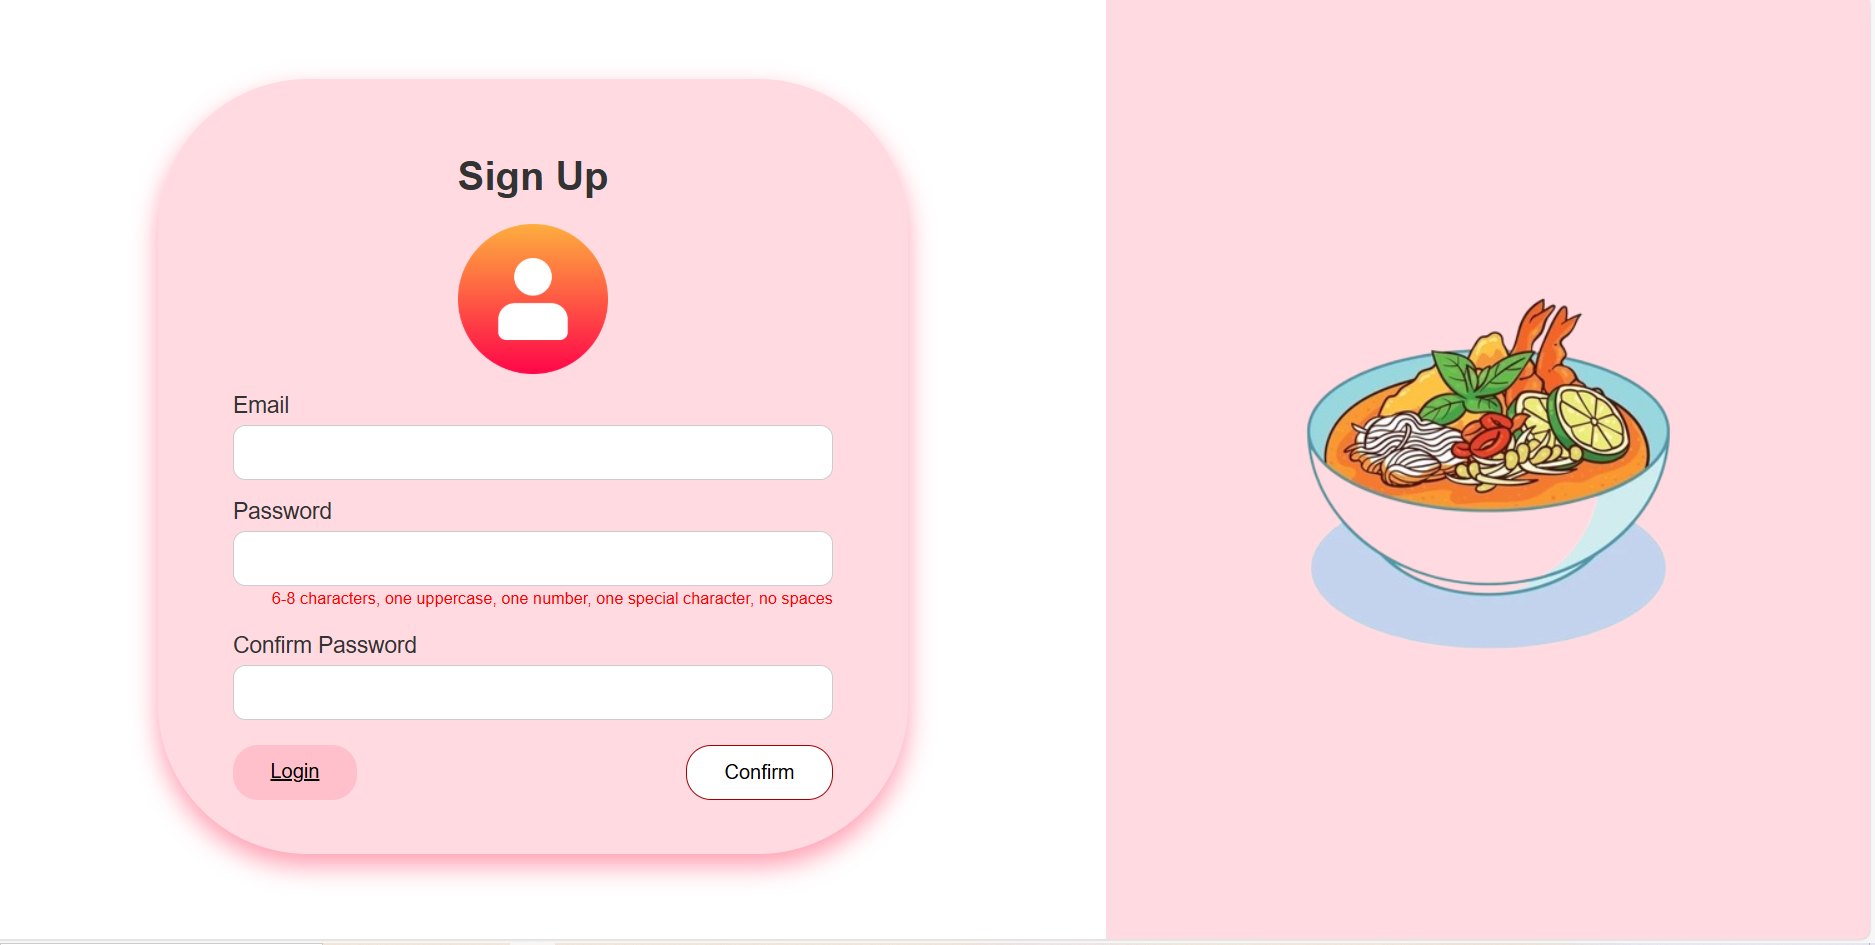 Sign Up
Email
Password
6-8 characters, one uppercase, one number, one special character, no spaces
Confirm Password
Login
Confirm